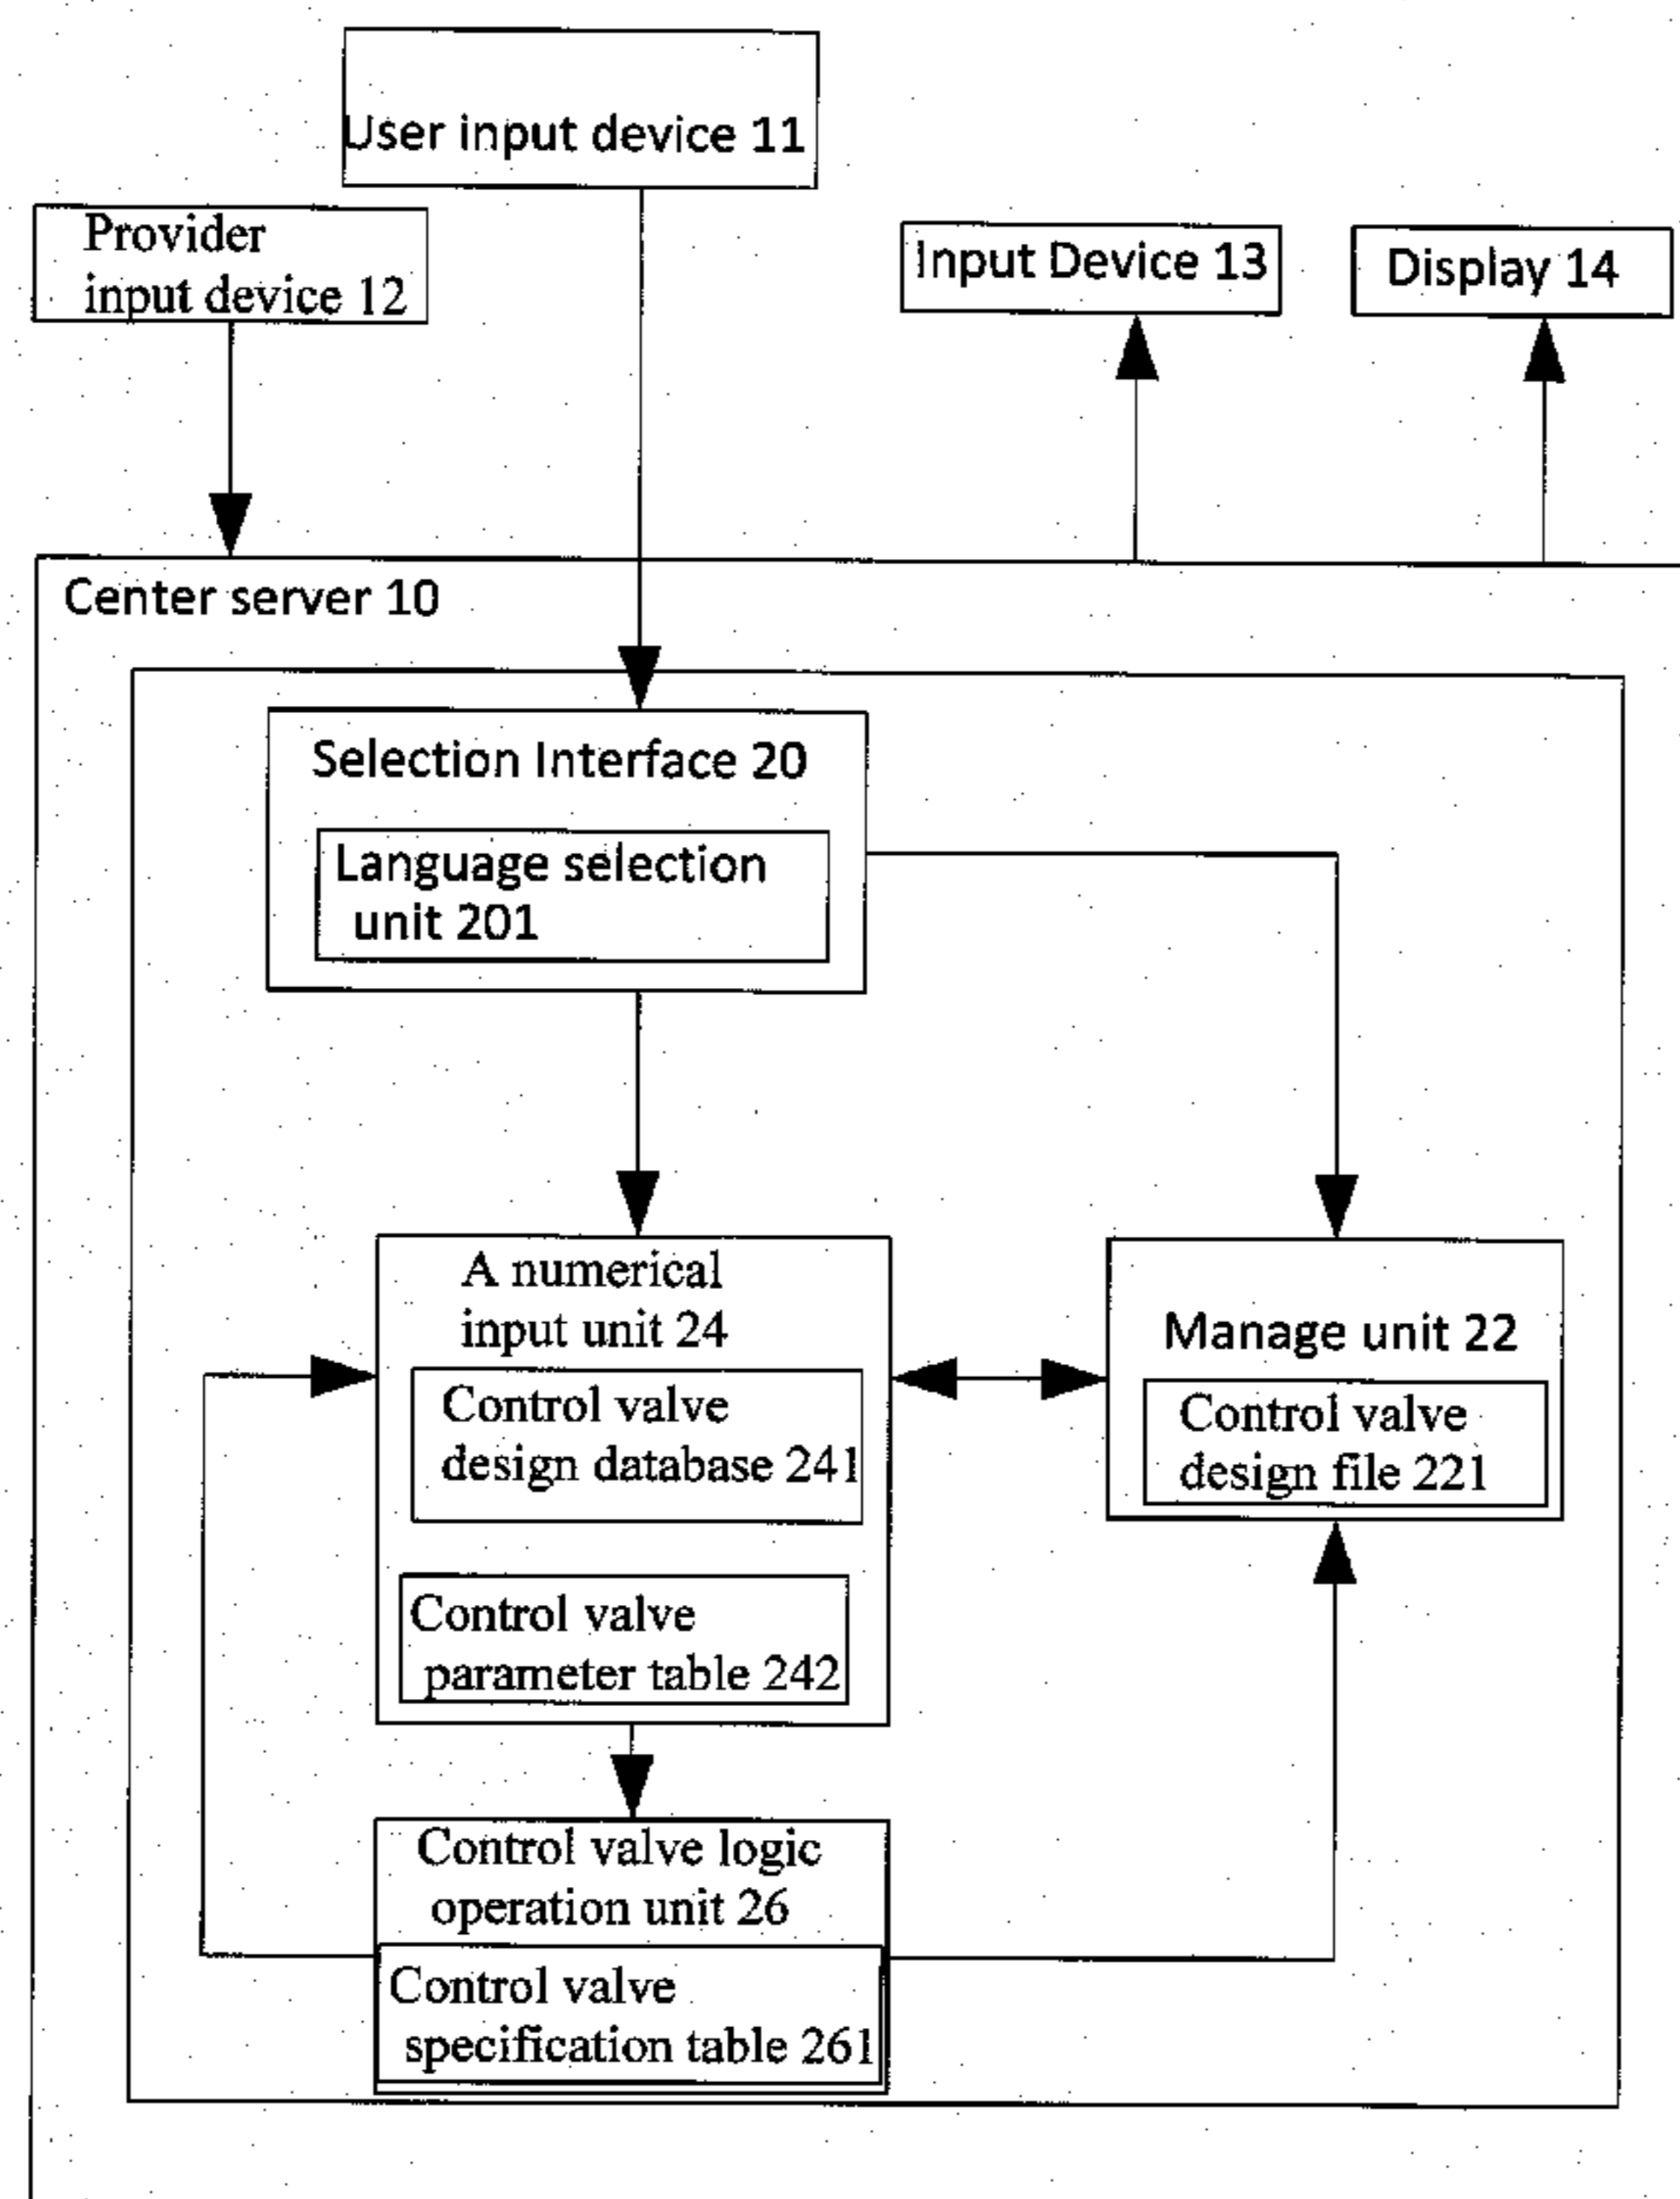 User input device 11
Provider
input device 12
Input Device 13
Display 14
Center server 10
Selection Interface 20
Language selection
unit 201
A numerical
input unit 24
Control valve
design database 241
Control valve
parameter table 242
Manage unit 22
Control valve
design file 221
Control valve logic
operation unit 26
Control valve
specification table 261